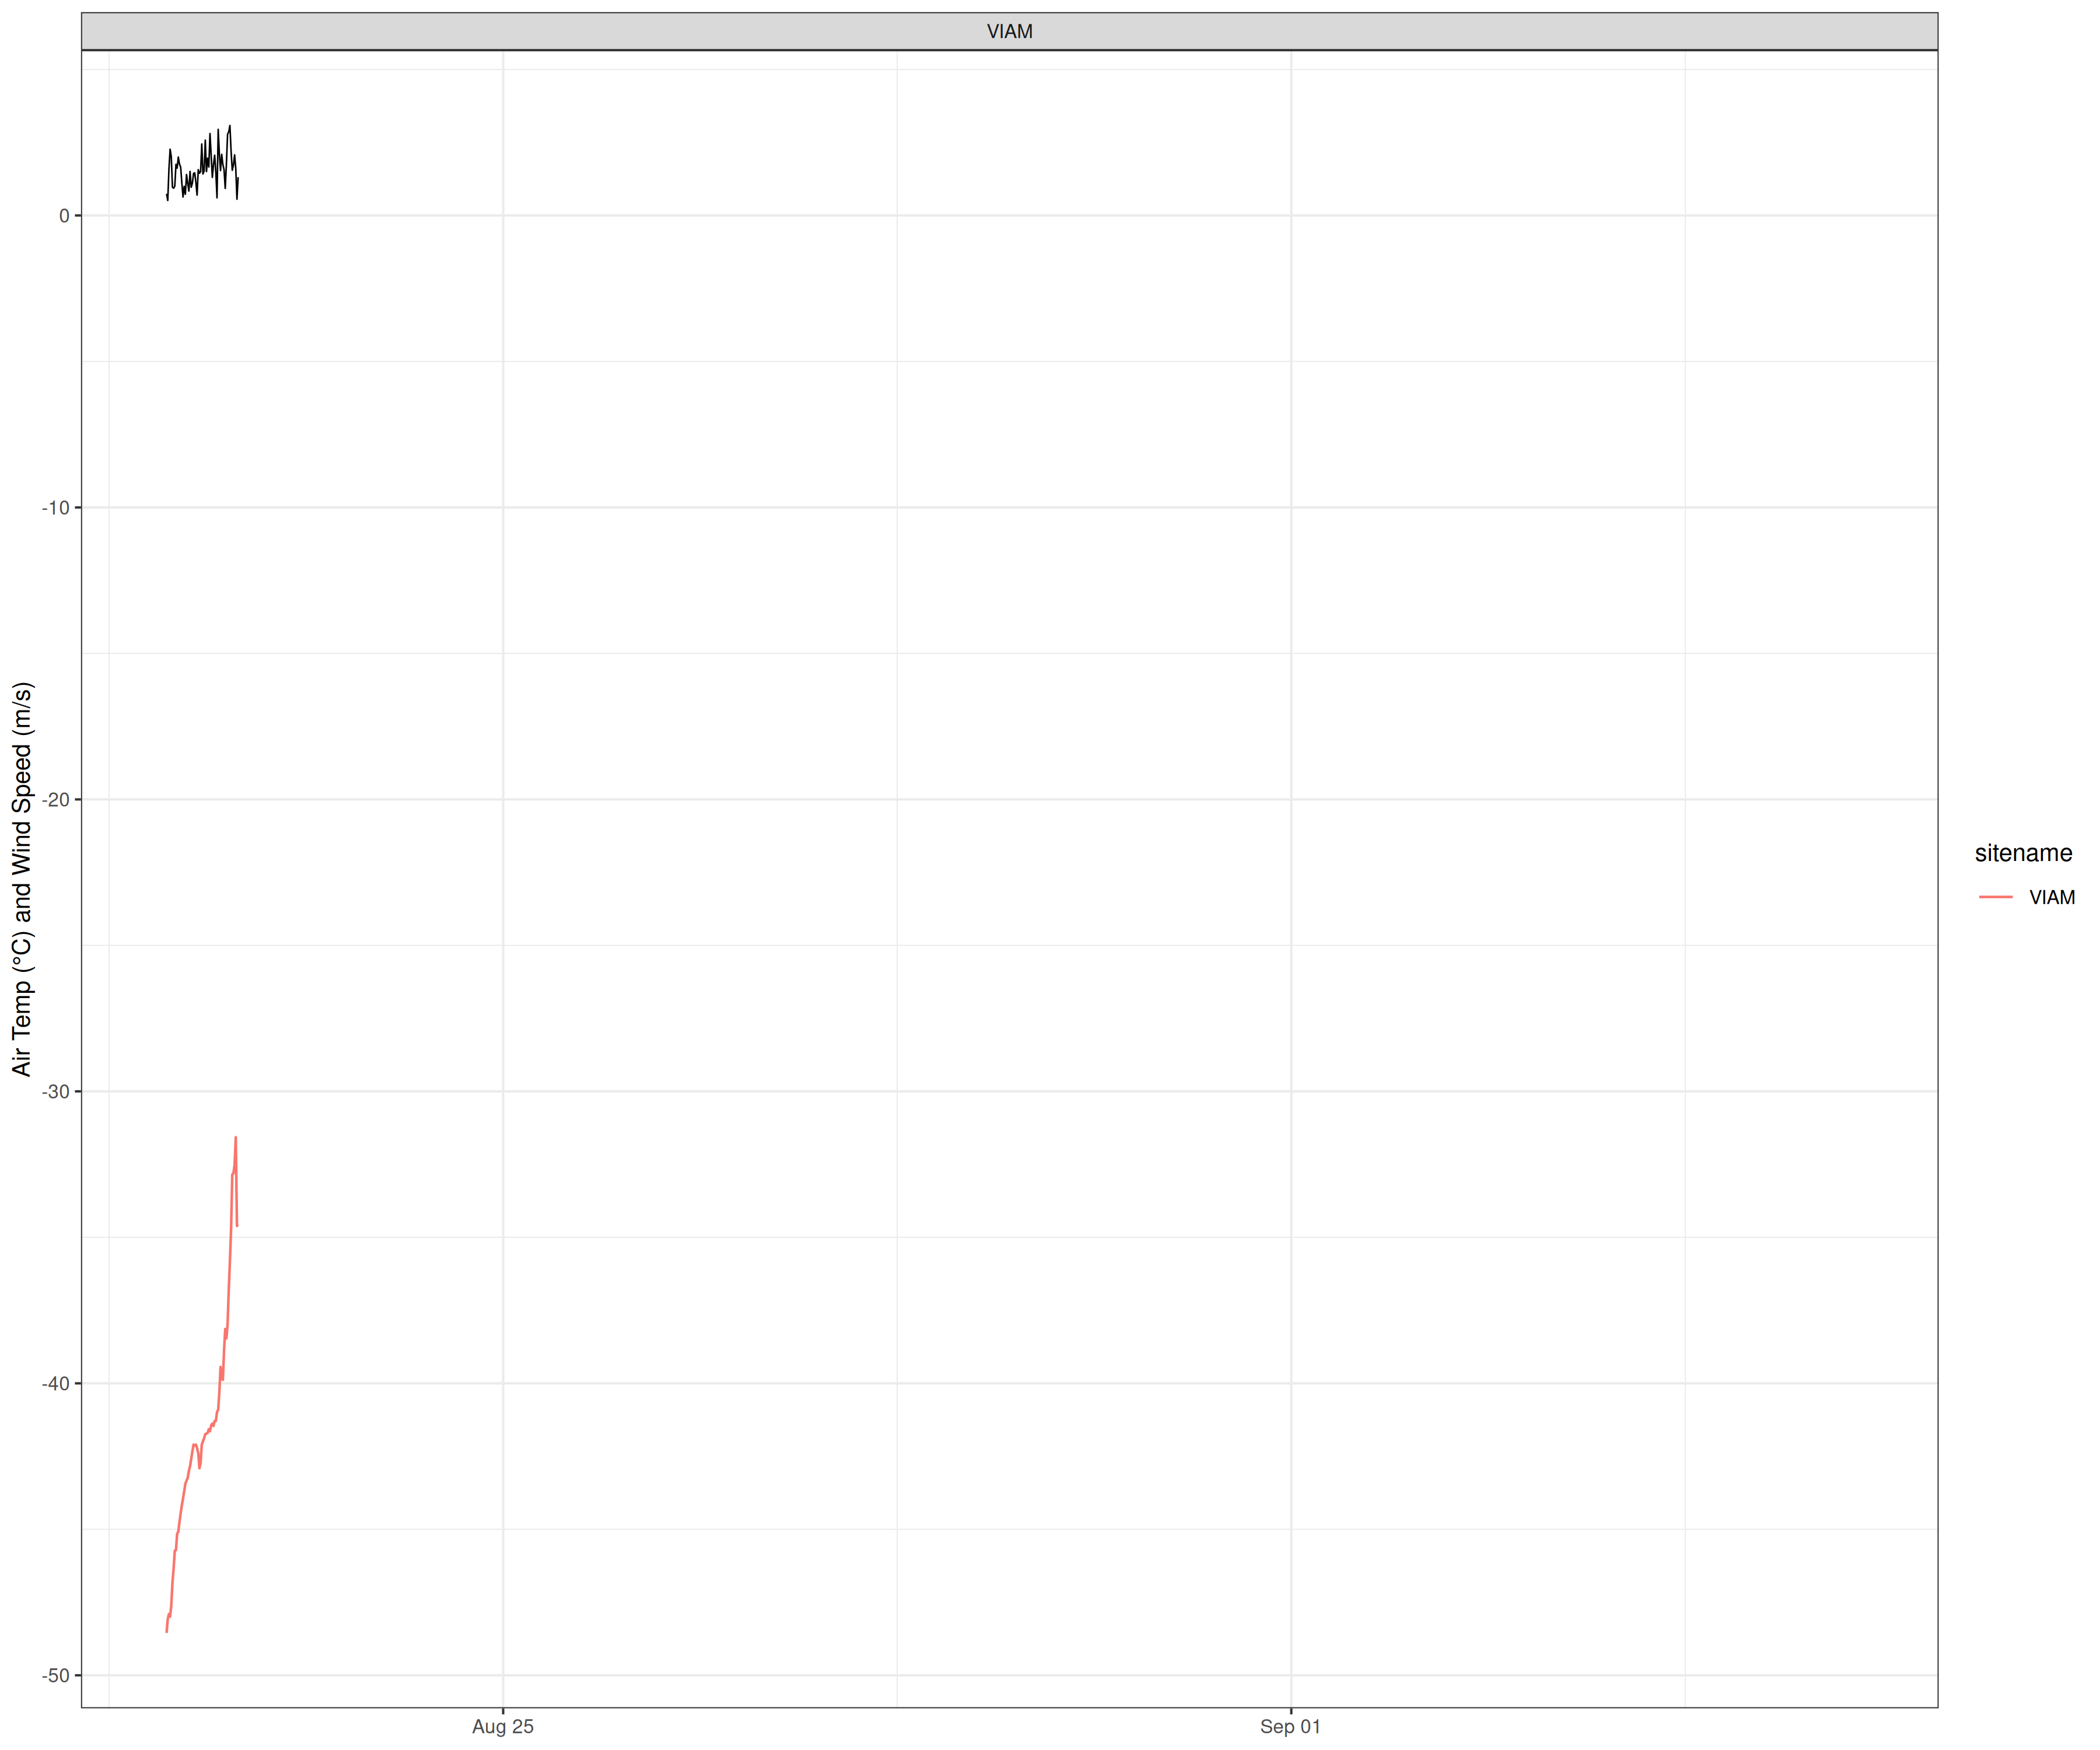 VIAM
0
-10
-20
-30
-40
-50
Air Temp (°C) and Wind Speed (m/s)
Aug 25
Sep 01
sitename
VIAM